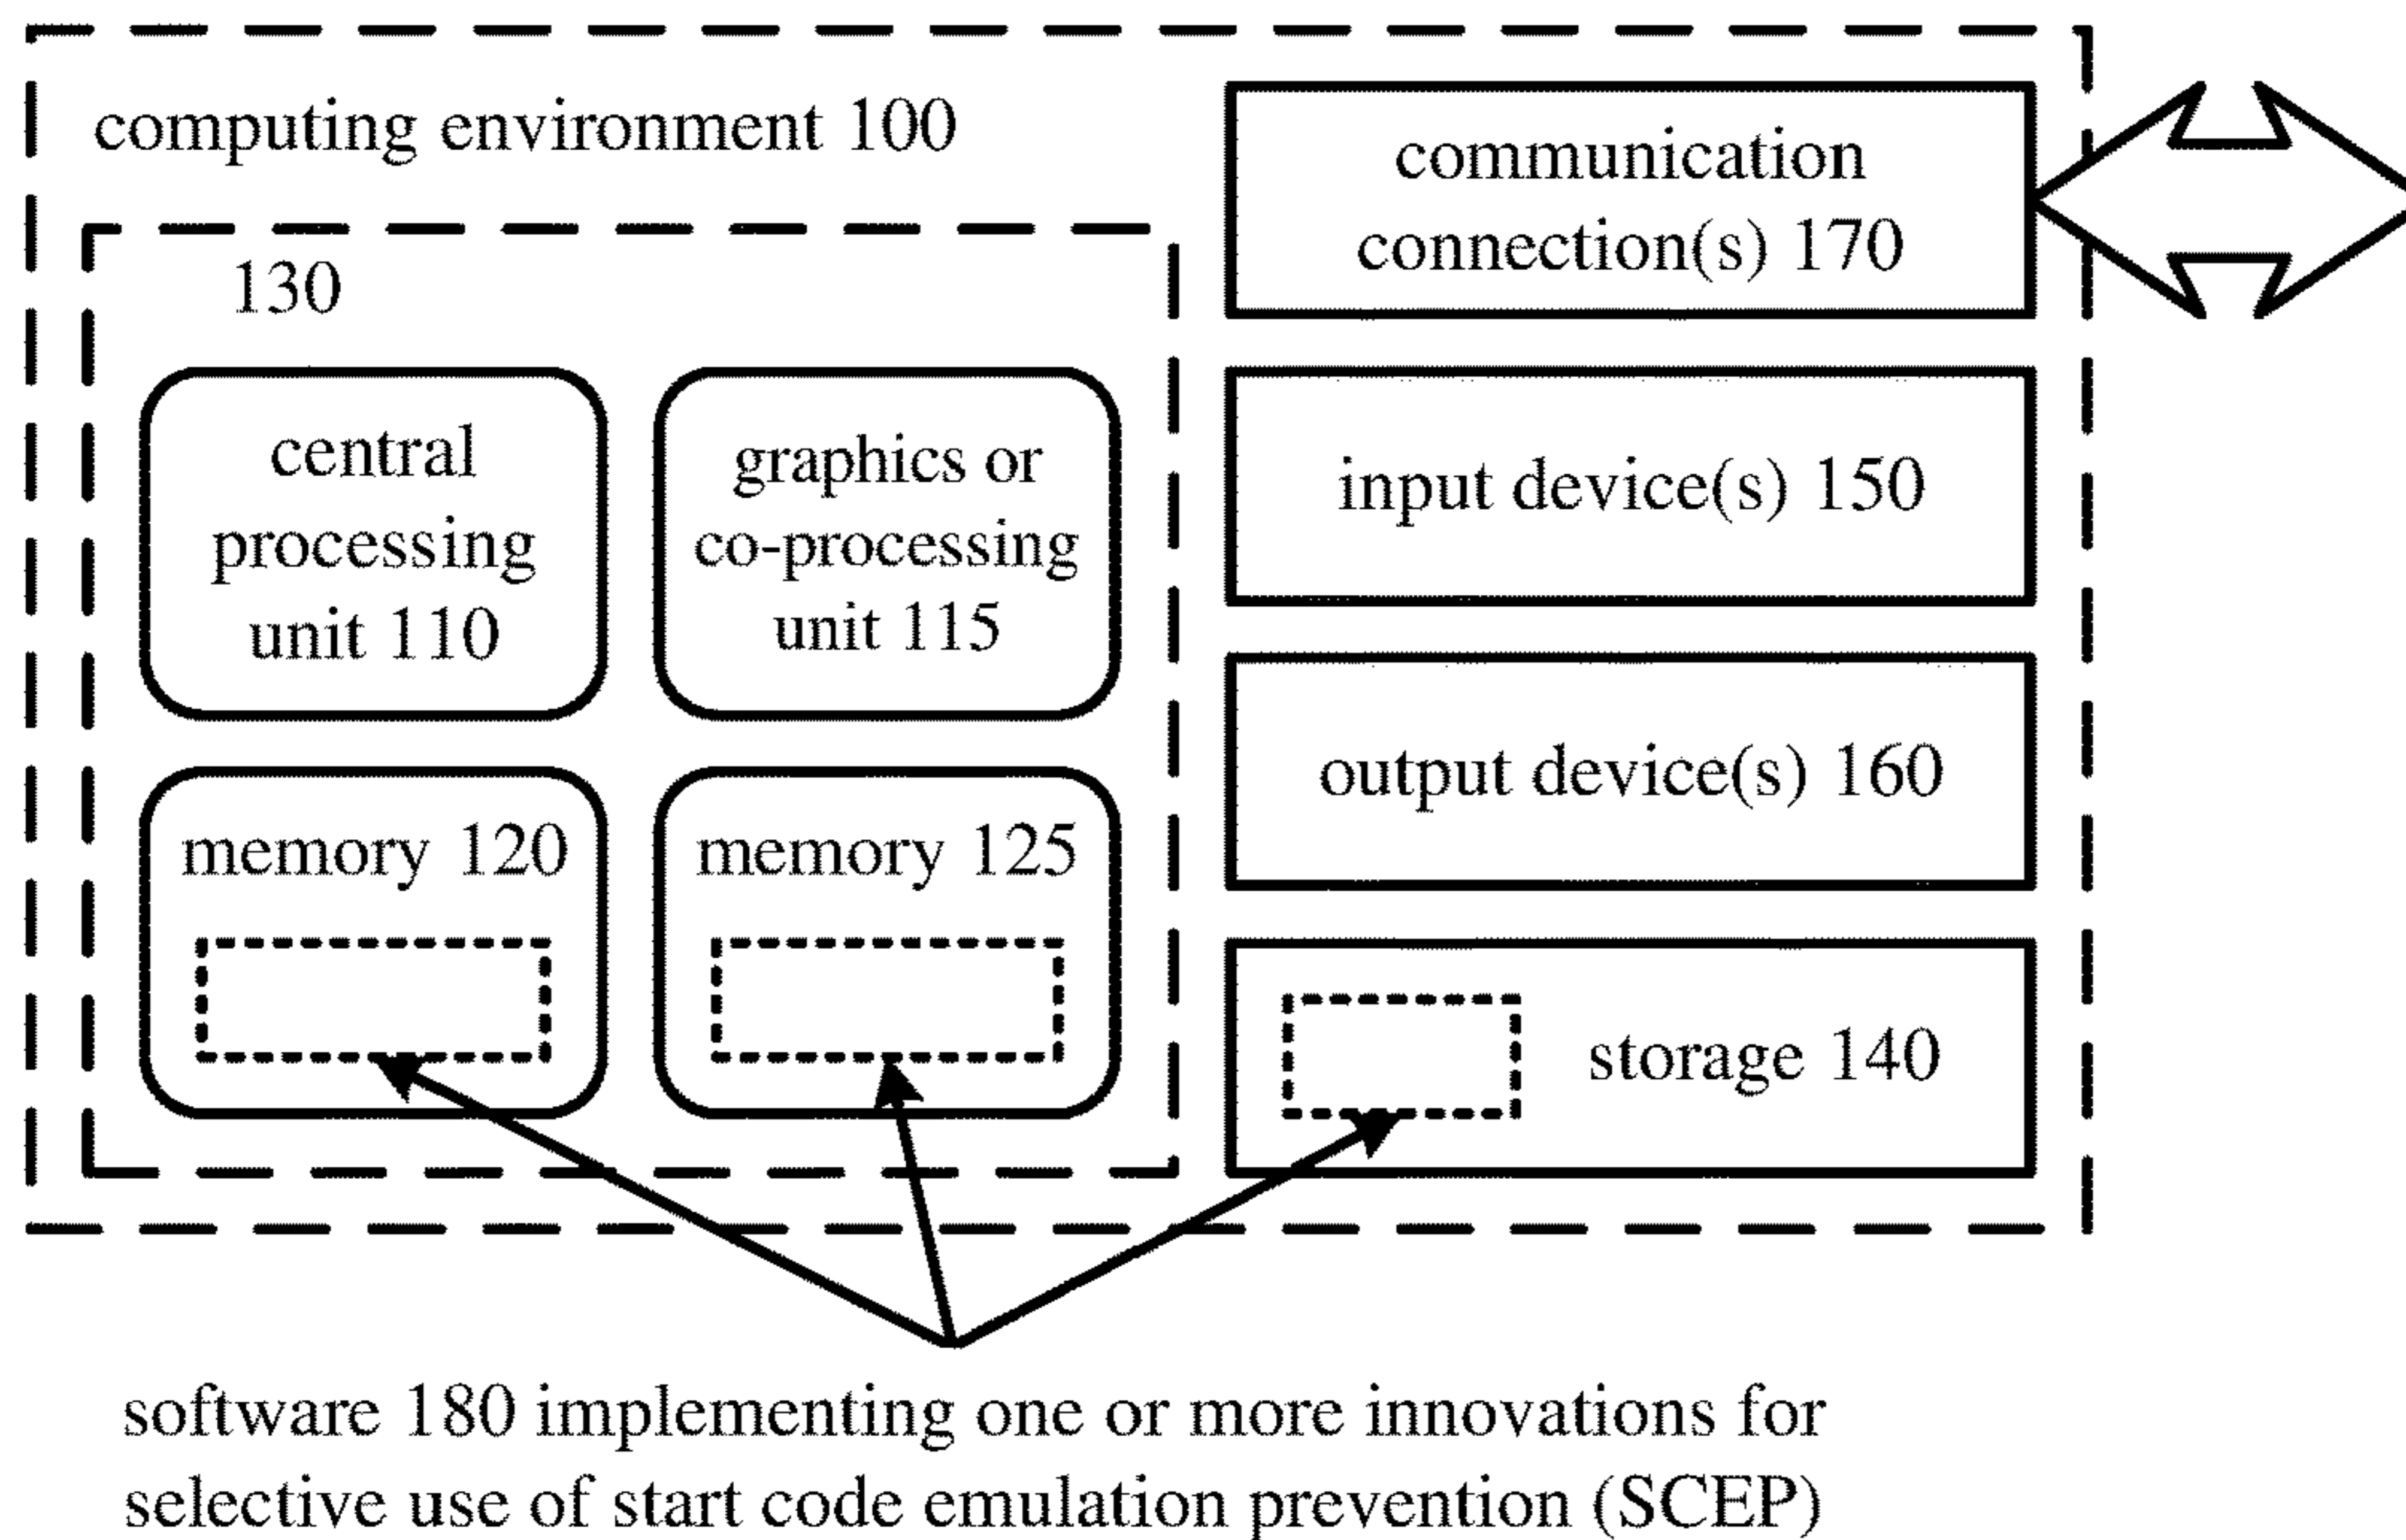 computing environment 100
130
central
processing
unit 110
graphics or
co-processing
unit 115
memory 120
memory 125
communication
connection(s) 170
input device(s) 150
output device(s) 160
storage 140
software 180 implementing one or more innovations for
selective use of start code emulation prevention (SCEP)